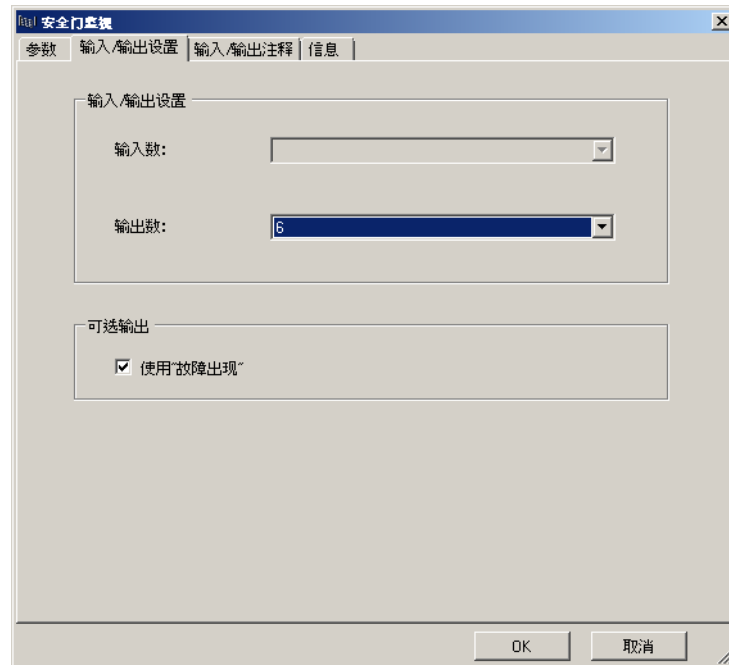 安全门监视
参数 输入/输出设置 输入/输出注释 信息
输入/输出设置
输入数:
输出数: 6
可选输出
使用"故障出现"
OK 取消